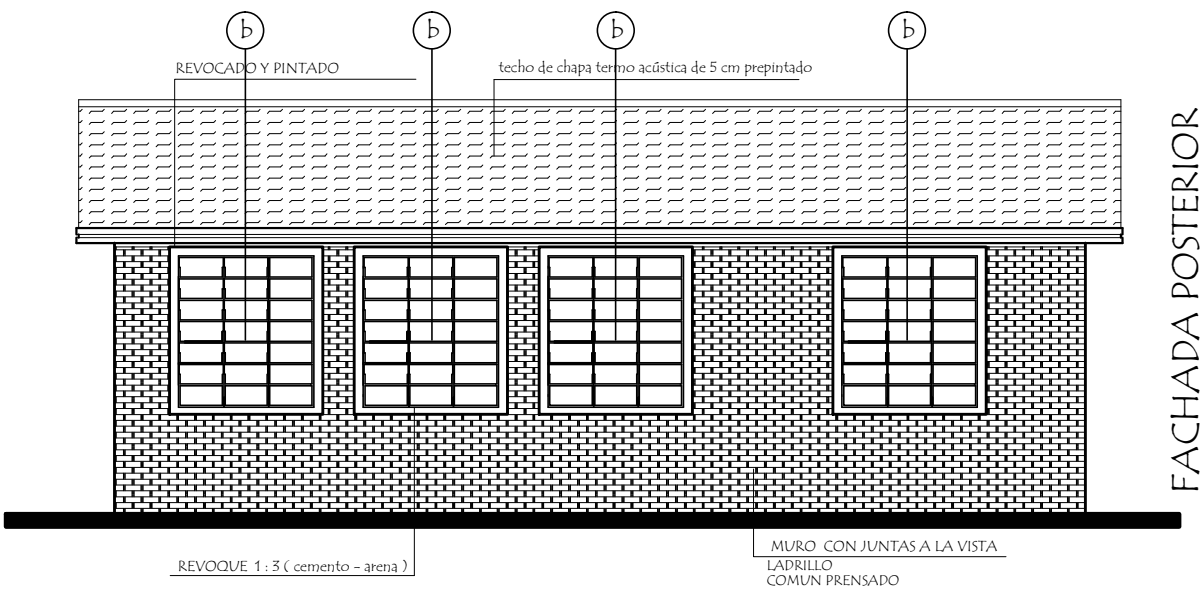 b b b b
REVOCADO Y PINTADO
techo de chapa termo acústica de 5 cm prepintado
FACHADA POSTERIOR
REVOQUE 1 : 3 ( cemento - arena )
MURO CON JUNTAS A LA VISTA
LADRILLO
COMUN PRENSADO